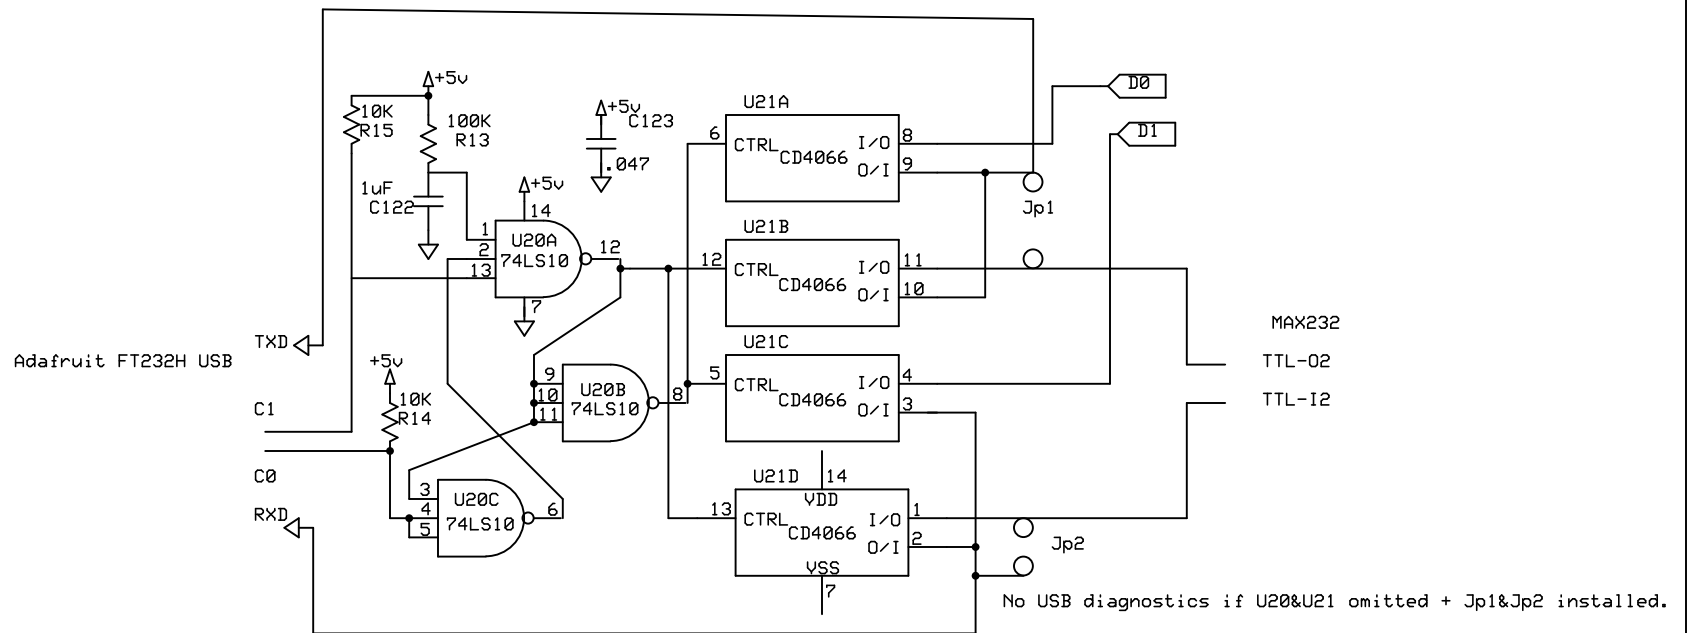 +5v
10K
R15
100K
R13
1uF
C122
+5v
C123
.047
+5v
14
1
2
13
U20A
74LS10
12
7
U21A
6
CTRL
CD4066
I/O
8
O/I
9
D0
D1
Jp1
U21B
12
CTRL
CD4066
I/O
11
O/I
10
TXD
Adafruit FT232H USB
+5v
10K
R14
C1
C0
RXD
9
10
11
U20B
74LS10
8
U21C
5
CTRL
CD4066
I/O
4
O/I
3
MAX232
TTL-O2
TTL-I2
3
4
5
U20C
74LS10
6
U21D
14
VDD
13
CTRL
CD4066
I/O
1
O/I
2
VSS
7
Jp2
No USB diagnostics if U20&U21 omitted + Jp1&Jp2 installed.